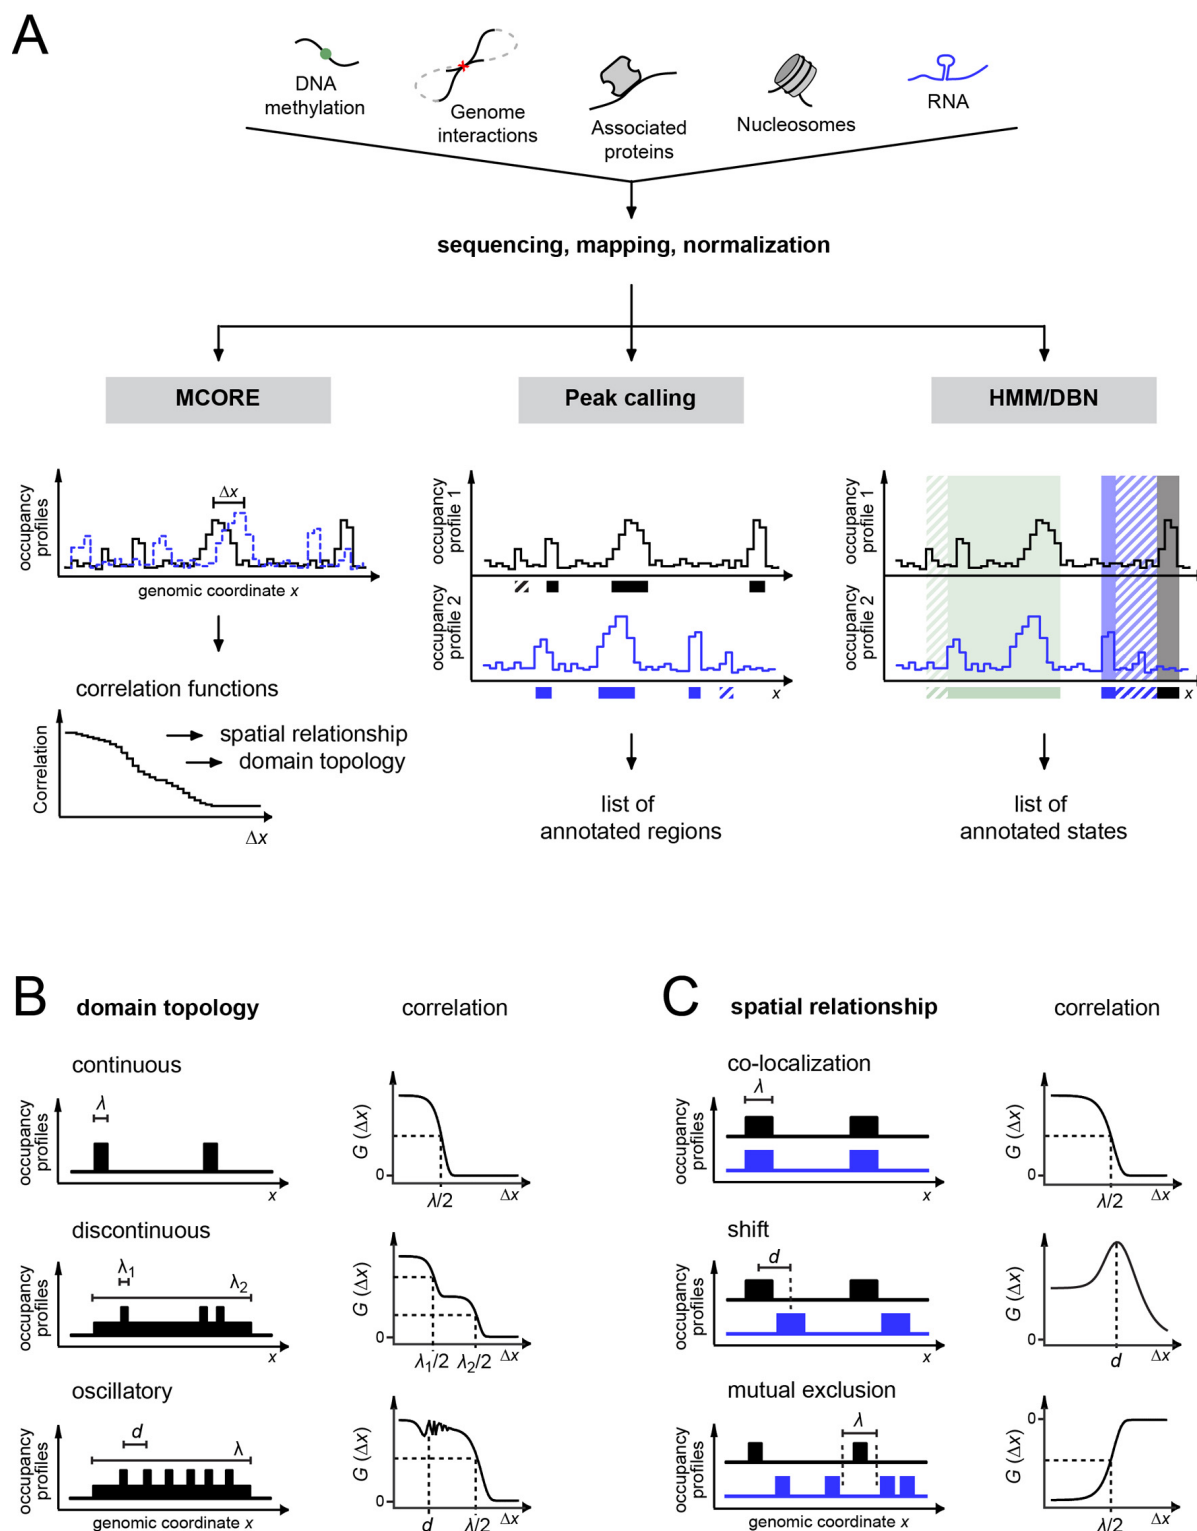 A
DNA
methylation
Genome
interactions
Associated
proteins
Nucleosomes
RNA
sequencing, mapping, normalization
MCORE
Peak calling
HMM/DBN
occupancy
profiles
Δx
genomic coordinate x
correlation functions
Correlation
spatial relationship
domain topology
Δx
occupancy
profile 1
occupancy
profile 2
x
list of
annotated regions
occupancy
profile 1
occupancy
profile 2
x
list of
annotated states
B
domain topology
correlation
continuous
occupancy
profiles
λ
x
G (Δx)
0
λ/2
Δx
discontinuous
occupancy
profiles
λ1
λ2
x
G (Δx)
0
λ1/2
λ2/2
Δx
oscillatory
occupancy
profiles
d
λ
genomic coordinate x
G (Δx)
0
d
λ/2
Δx
C
spatial relationship
correlation
co-localization
occupancy
profiles
λ
x
G (Δx)
0
λ/2
Δx
shift
occupancy
profiles
d
x
G (Δx)
0
d
Δx
mutual exclusion
occupancy
profiles
λ
genomic coordinate x
G (Δx)
0
λ/2
Δx